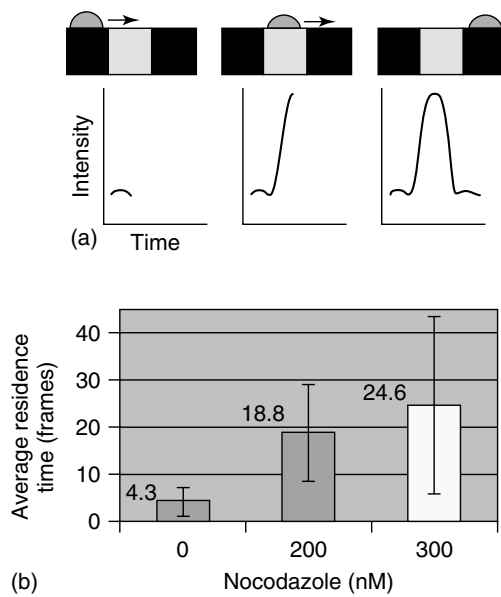 Intensity
(a)
Time
Average residence
time (frames)
40
30
20
10
0
4.3
18.8
24.6
0 200 300
(b)
Nocodazole (nM)